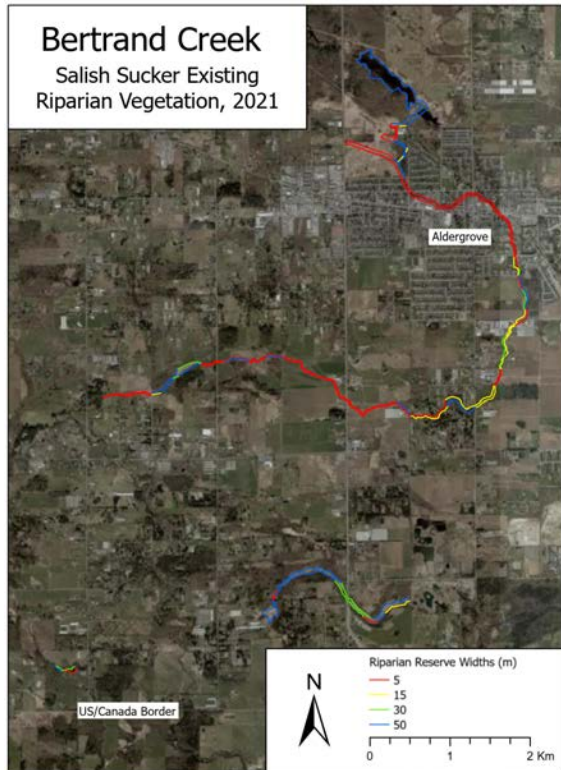 Bertrand Creek
Salish Sucker Existing
Riparian Vegetation, 2021
Aldergrove
US/Canada Border
N
Riparian Reserve Widths (m)
5
15
30
50
0 1 2 Km